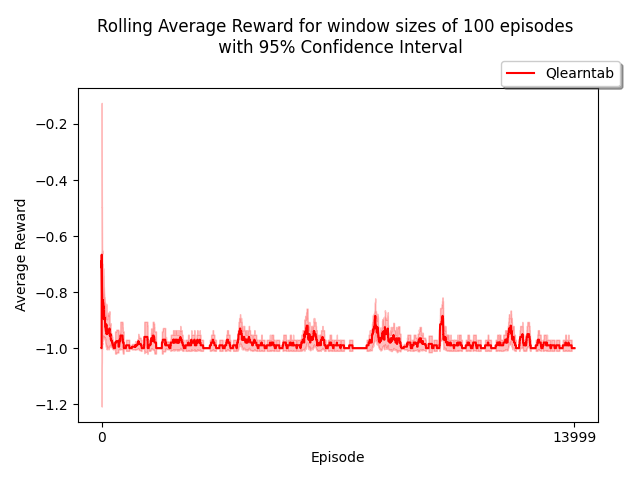 Rolling Average Reward for window sizes of 100 episodes
with 95% Confidence Interval
Qlearntab
−0.2
−0.4
−0.6
−0.8
−1.0
−1.2
Average Reward
0
13999
Episode